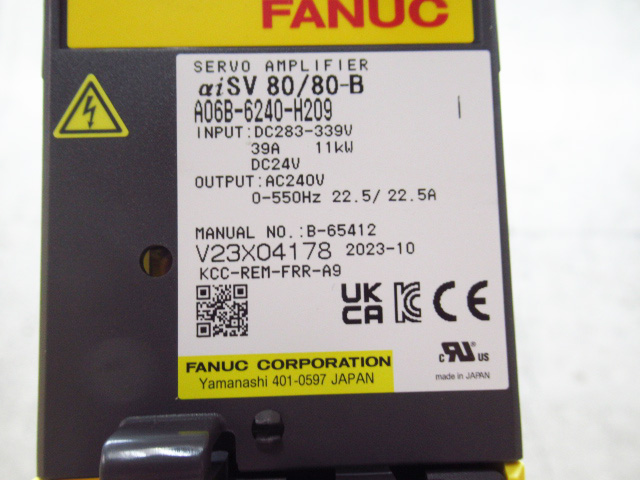 FANUC
SERVO AMPLIFIER
αiSV 80/80-B
A06B-6240-H209
INPUT:DC283-339V
39A 11kW
DC24V
OUTPUT:AC240V
0-550Hz 22.5/ 22.5A
MANUAL NO.:B-65412
V23X04178 2023-10
KCC-REM-FRR-A9
UK
CA
CE
c RU US
FANUC CORPORATION
Yamanashi 401-0597 JAPAN
made in JAPAN